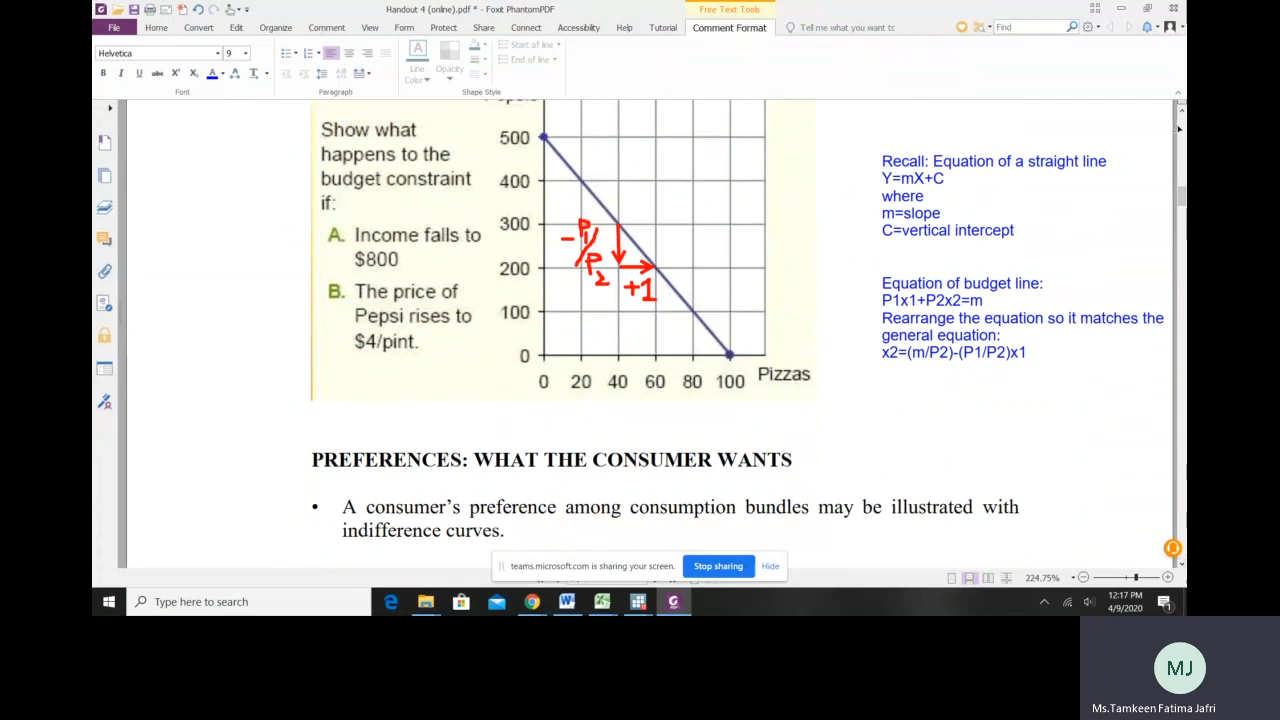 Handout 4 (online).pdf * - Foxit PhantomPDF
Free Text Tools
File Home Convert Edit Organize Comment View Form Protect Share Connect Accessibility Help Tutorial Comment Format Tell me what you want tc Find
Helvetica 9 Start of line
End of line
Line Color Opacity
B I U abc X² X₂ A A T
Font Paragraph Shape Style
Show what
happens to the
budget constraint
if:
A. Income falls to
$800
B. The price of
Pepsi rises to
$4/pint.
500
400
300
200
100
0
0 20 40 60 80 100 Pizzas
-P1/P2
+1
Recall: Equation of a straight line
Y=mX+C
where
m=slope
C=vertical intercept
Equation of budget line:
P1x1+P2x2=m
Rearrange the equation so it matches the
general equation:
x2=(m/P2)-(P1/P2)x1
PREFERENCES: WHAT THE CONSUMER WANTS
• A consumer's preference among consumption bundles may be illustrated with
indifference curves.
teams.microsoft.com is sharing your screen. Stop sharing Hide
224.75%
Type here to search
12:17 PM
4/9/2020
MJ
Ms.Tamkeen Fatima Jafri